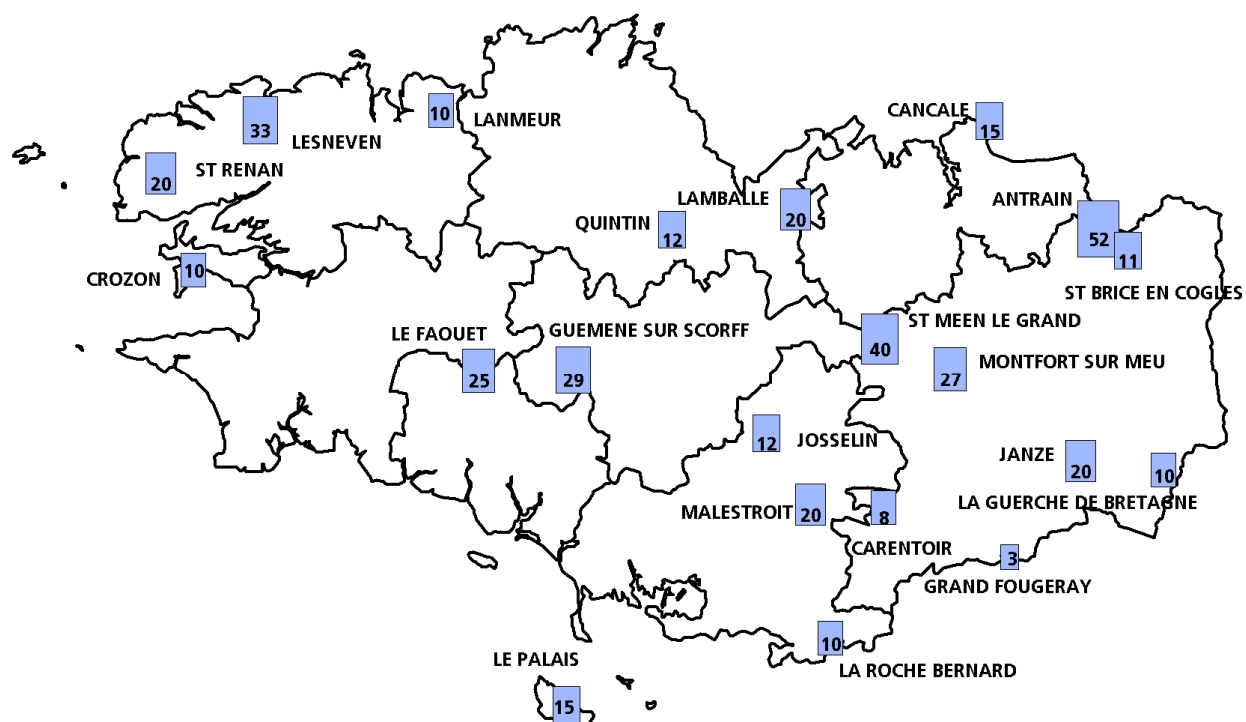 CANCALE
15
10
LANMEUR
33
LESNEVEN
ST RENAN
20
LAMBALLE
20
ANTRAIN
52
QUINTIN
12
11
ST BRICE EN COGLES
CROZON
10
ST MEEN LE GRAND
40
LE FAOUET
25
GUEMENE SUR SCORFF
29
MONTFORT SUR MEU
27
12
JOSSELIN
JANZE
20
10
LA GUERCHE DE BRETAGNE
MALESTROIT
20
8
CARENTOIR
3
GRAND FOUGERAY
10
LA ROCHE BERNARD
LE PALAIS
15